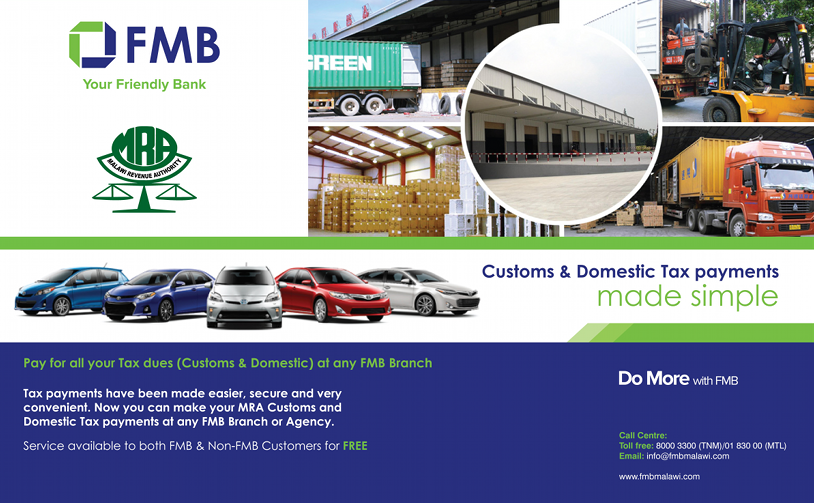 FMB
Your Friendly Bank
MRA
MALAWI REVENUE AUTHORITY
GREEN
Customs & Domestic Tax payments
made simple
Pay for all your Tax dues (Customs & Domestic) at any FMB Branch
Tax payments have been made easier, secure and very
convenient. Now you can make your MRA Customs and
Domestic Tax payments at any FMB Branch or Agency.
Service available to both FMB & Non-FMB Customers for FREE
Do More with FMB
Call Centre:
Toll free: 8000 3300 (TNM)/01 830 00 (MTL)
Email: info@fmbmalawi.com
www.fmbmalawi.com